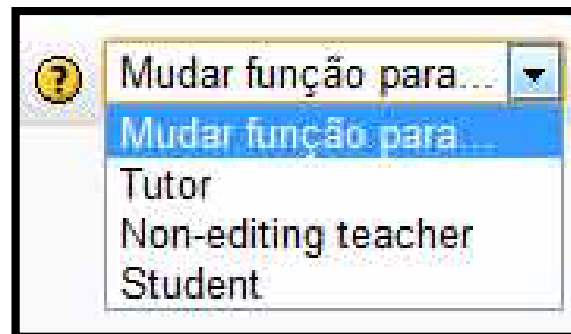 ?
Mudar função para...
Mudar função para...
Tutor
Non-editing teacher
Student